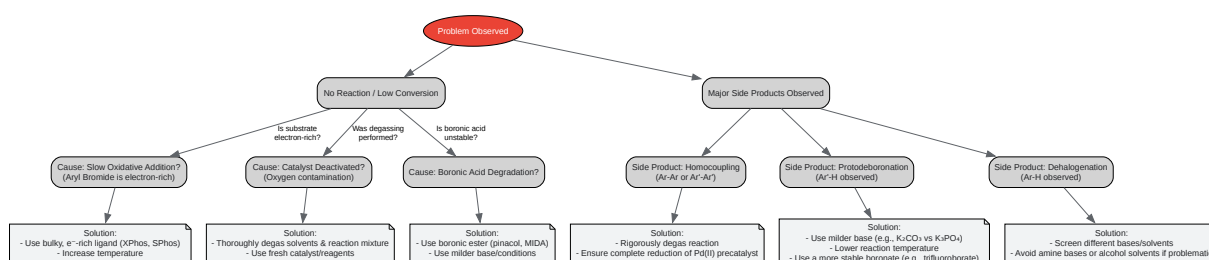 Problem Observed
No Reaction / Low Conversion
Major Side Products Observed
Is substrate
electron-rich?
Was degassing
performed?
Is boronic acid
unstable?
Cause: Slow Oxidative Addition?
(Aryl Bromide is electron-rich)
Cause: Catalyst Deactivated?
(Oxygen contamination)
Cause: Boronic Acid Degradation?
Side Product: Homocoupling
(Ar-Ar or Ar'-Ar')
Side Product: Protodeboronation
(Ar'-H observed)
Side Product: Dehalogenation
(Ar-H observed)
Solution:
- Use bulky, e⁻-rich ligand (XPhos, SPhos)
- Increase temperature
Solution:
- Thoroughly degas solvents & reaction mixture
- Use fresh catalyst/reagents
Solution:
- Use boronic ester (pinacol, MIDA)
- Use milder base/conditions
Solution:
- Rigorously degas reaction
- Ensure complete reduction of Pd(II) precatalyst
Solution:
- Use milder base (e.g., K₂CO₃ vs K₃PO₄)
- Lower reaction temperature
- Use a more stable boronate (e.g., trifluoroborate)
Solution:
- Screen different bases/solvents
- Avoid amine bases or alcohol solvents if